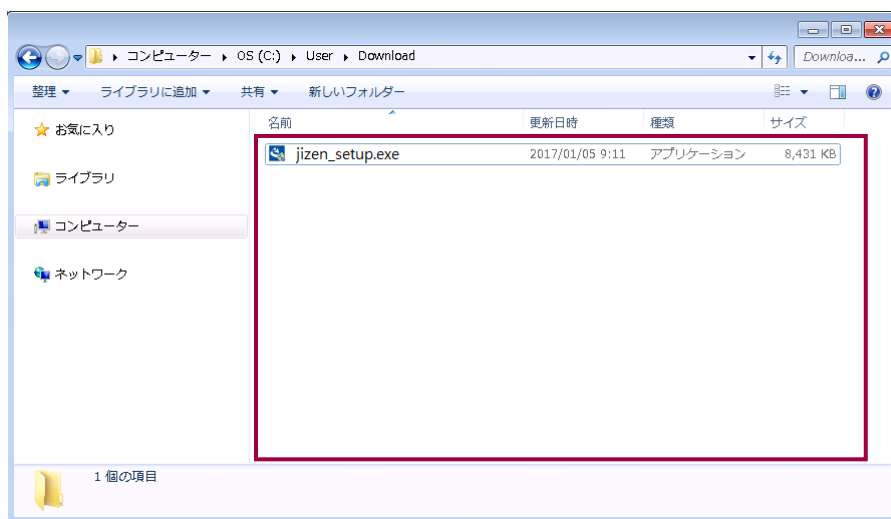 コンピューター OS (C:) User Download Downloa...
整理 ライブラリに追加 共有 新しいフォルダー
名前 更新日時 種類 サイズ
お気に入り
jizen_setup.exe 2017/01/05 9:11 アプリケーション 8,431 KB
ライブラリ
コンピューター
ネットワーク
1 個の項目